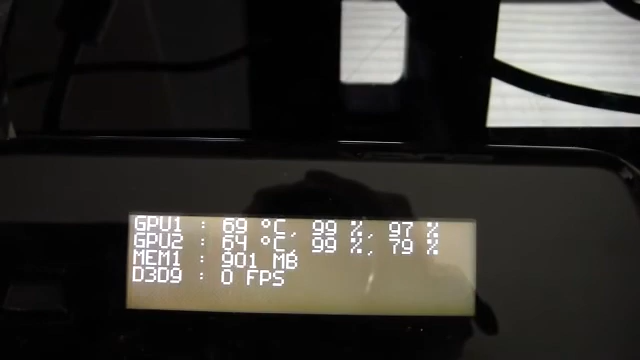 GPU1 : 69 °C, 99 %, 97 %
GPU2 : 64 °C, 99 %, 79 %
MEM1 : 901 MB
D3D9 : 0 FPS